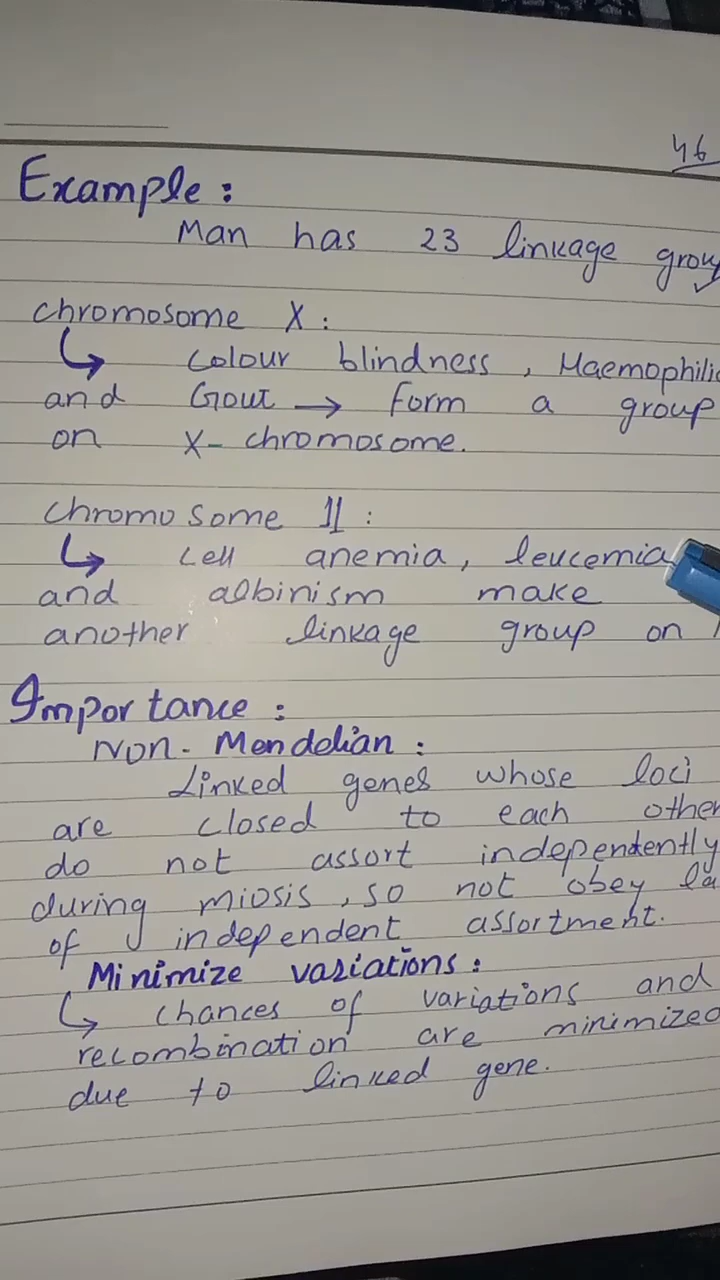 46
Example:
Man has 23 linkage group
chromosome X:
↳ colour blindness, Haemophilia
and Gout → form a group
on X- chromosome.
chromosome 11:
↳ cell anemia, leucemia
and albinism make
another linkage group on
Importance:
Non- Mendelian:
Linked genes whose loci
are closed to each other
do not assort independently
during miosis, so not obey la
of independent assortment.
Minimize variations:
↳ chances of variations and
recombination are minimized
due to linked gene.